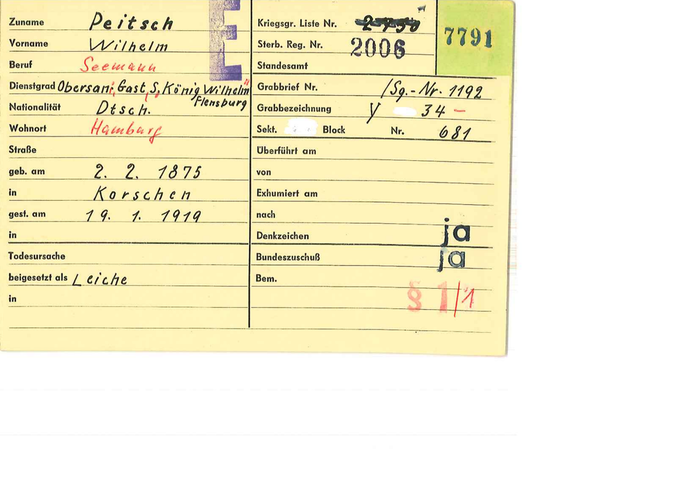 E
7791
Zuname Peitsch
Vorname Wilhelm
Beruf Seemann
Dienstgrad Obersani, Gast, S, König Wilhelm"
Flensburg
Nationalität Dtsch.
Wohnort Hamburg
Straße
geb. am 2. 2. 1875
in Korschen
gest. am 19. 1. 1919
in
Todesursache
beigesetzt als Leiche
in
Kriegsgr. Liste Nr.
Sterb. Reg. Nr. 2006
Standesamt
Grabbrief Nr. /Sg.-Nr. 1192
Grabbezeichnung Y 34 –
Sekt. Block Nr. 681
Überführt am
von
Exhumiert am
nach
Denkzeichen ja
Bundeszuschuß ja
Bem.
§ 1/1